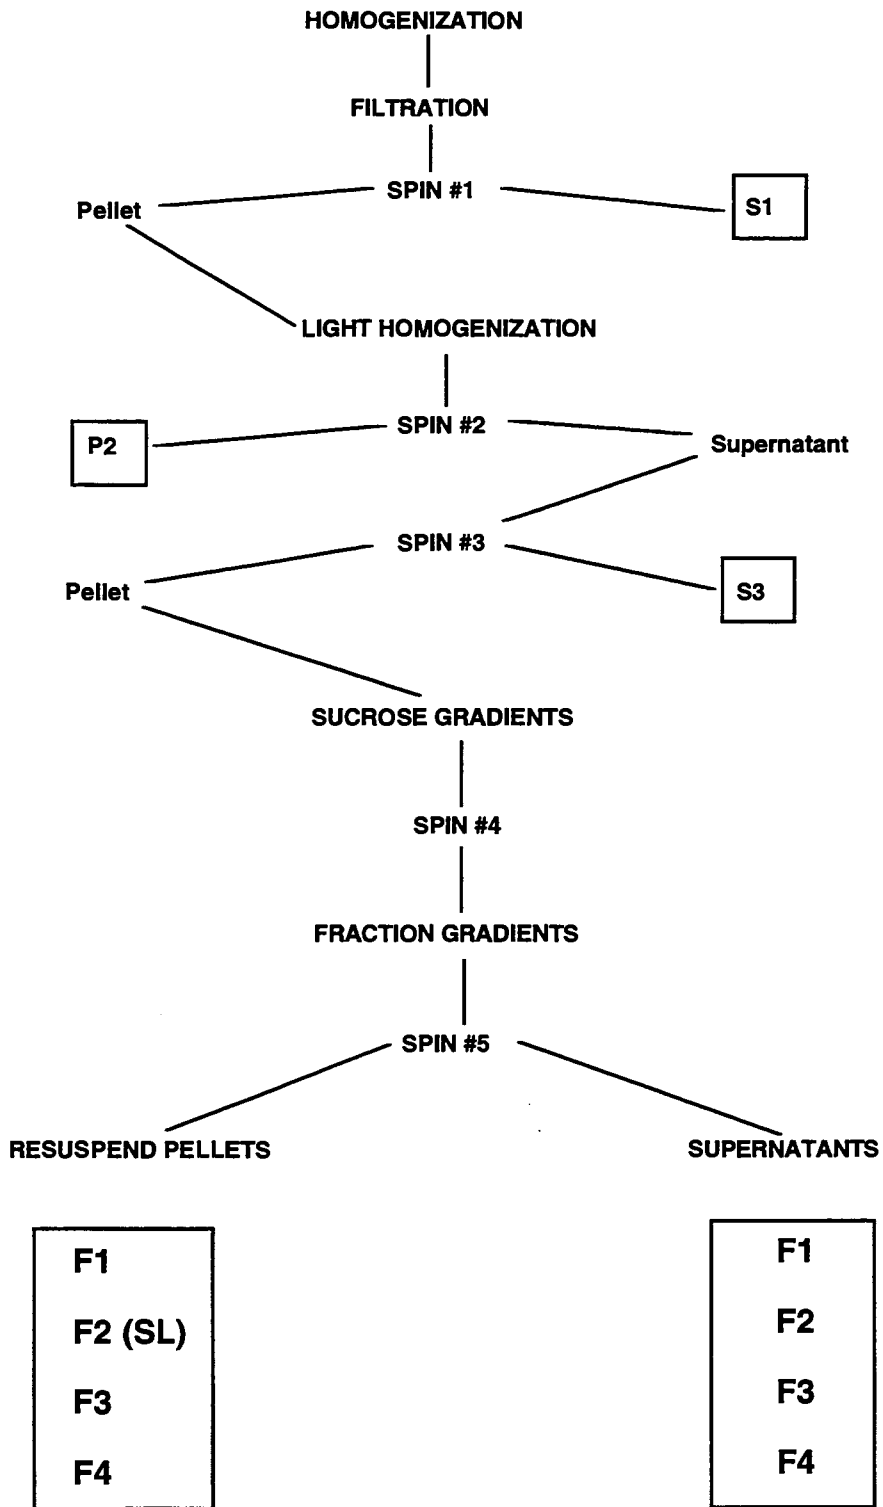 HOMOGENIZATION
FILTRATION
SPIN #1
Pellet
S1
LIGHT HOMOGENIZATION
SPIN #2
P2
Supernatant
SPIN #3
Pellet
S3
SUCROSE GRADIENTS
SPIN #4
FRACTION GRADIENTS
SPIN #5
RESUSPEND PELLETS
SUPERNATANTS
F1
F2 (SL)
F3
F4
F1
F2
F3
F4